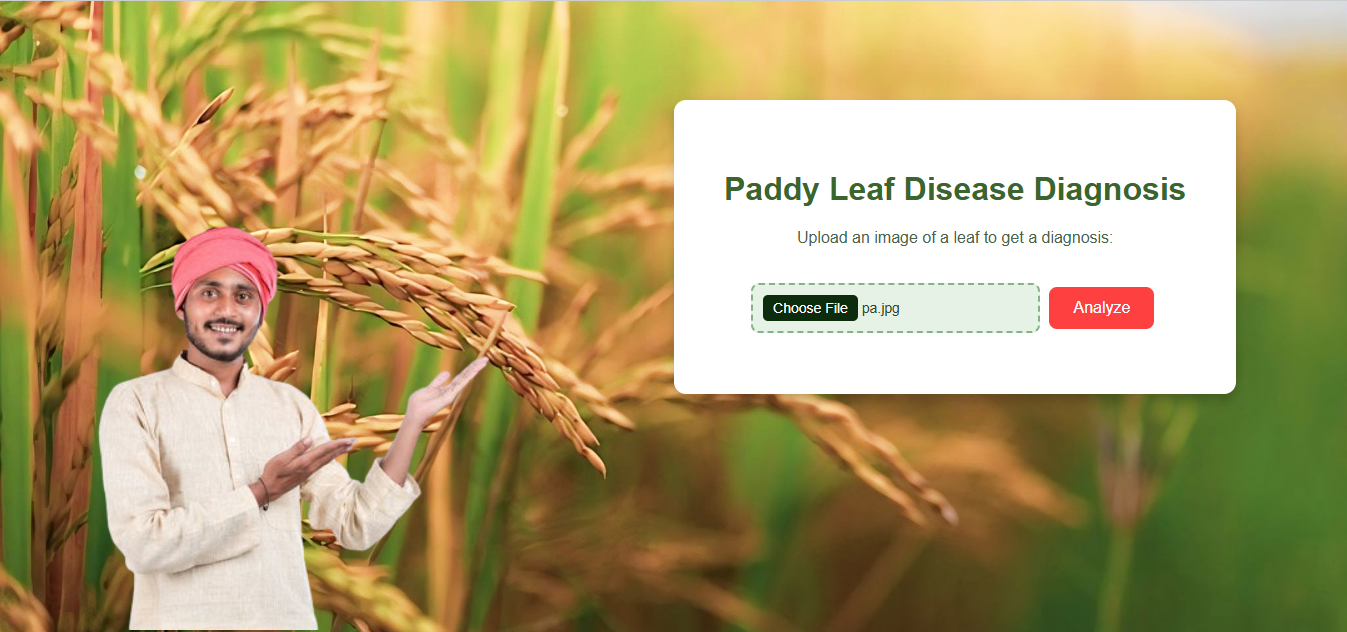 Paddy Leaf Disease Diagnosis
Upload an image of a leaf to get a diagnosis:
Choose File pa.jpg Analyze